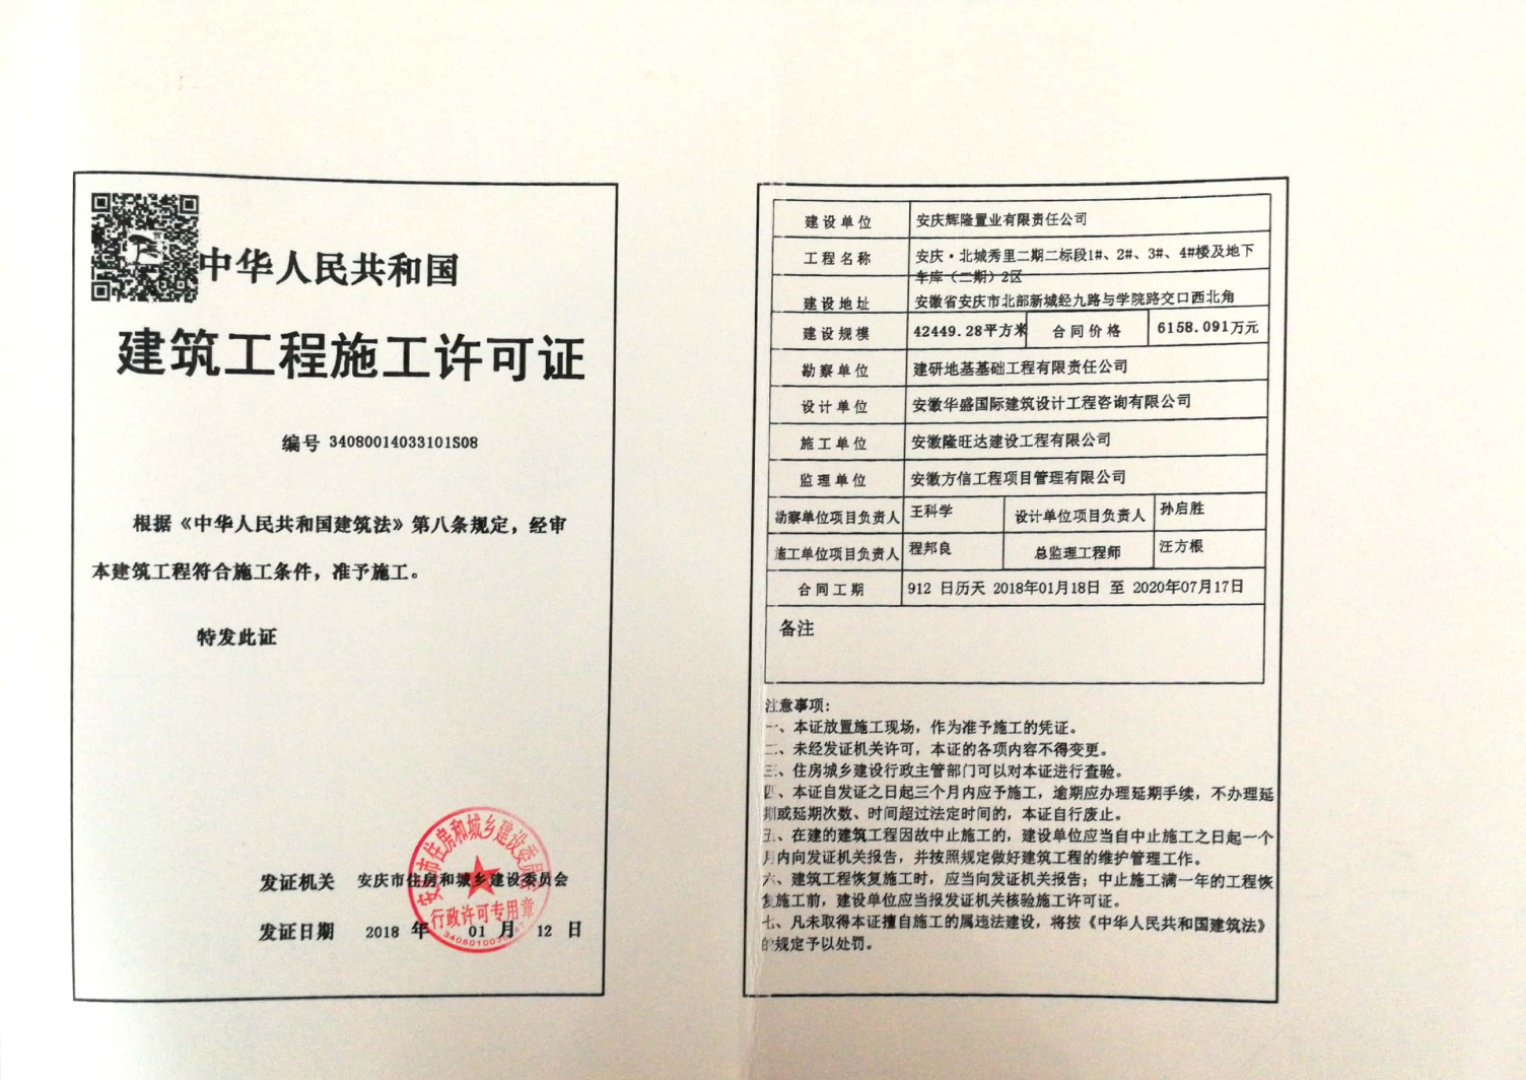 中华人民共和国
建筑工程施工许可证
编号 34080014033101S08
根据《中华人民共和国建筑法》第八条规定，经审
本建筑工程符合施工条件，准予施工。
特发此证
发证机关 安庆市住房和城乡建设委员会
发证日期 2018 年 01 月 12 日
安庆市住房和城乡建设委员会
行政许可专用章
建设单位 安庆辉隆置业有限责任公司
工程名称 安庆·北城秀里二期二标段1#、2#、3#、4#楼及地下
车库（二期）2区
建设地址 安徽省安庆市北部新城经九路与学院路交口西北角
建设规模 42449.28平方米 合同价格 6158.091万元
勘察单位 建研地基基础工程有限责任公司
设计单位 安徽华盛国际建筑设计工程咨询有限公司
施工单位 安徽隆旺达建设工程有限公司
监理单位 安徽方信工程项目管理有限公司
勘察单位项目负责人 王科学 设计单位项目负责人 孙启胜
施工单位项目负责人 程邦良 总监理工程师 汪方根
合同工期 912 日历天 2018年01月18日 至 2020年07月17日
备注
注意事项：
一、本证放置施工现场，作为准予施工的凭证。
二、未经发证机关许可，本证的各项内容不得变更。
三、住房城乡建设行政主管部门可以对本证进行查验。
四、本证自发证之日起三个月内应予施工，逾期应办理延期手续，不办理延
期或延期次数、时间超过法定时间的，本证自行废止。
五、在建的建筑工程因故中止施工的，建设单位应当自中止施工之日起一个
月内向发证机关报告，并按照规定做好建筑工程的维护管理工作。
六、建筑工程恢复施工时，应当向发证机关报告；中止施工满一年的工程恢
复施工前，建设单位应当报发证机关核验施工许可证。
七、凡未取得本证擅自施工的属违法建设，将按《中华人民共和国建筑法》
的规定予以处罚。